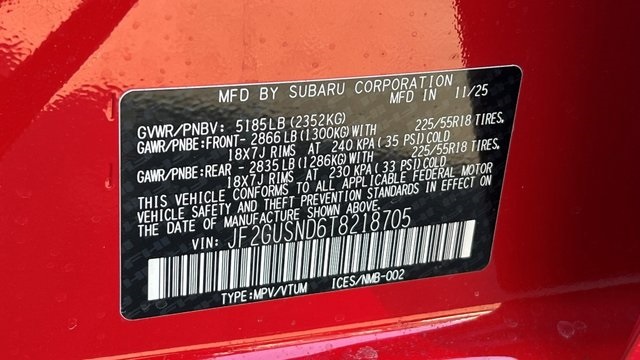 MFD BY SUBARU CORPORATION
MFD IN 11/25
GVWR/PNBV: 5185LB (2352KG)
GAWR/PNBE:FRONT- 2866 LB (1300KG)WITH 225/55R18 TIRES.
18X7J RIMS AT 240 KPA (35 PSI)COLD
GAWR/PNBE:REAR - 2835 LB (1286KG)WITH 225/55R18 TIRES.
18X7J RIMS AT 230 KPA (33 PSI)COLD
THIS VEHICLE CONFORMS TO ALL APPLICABLE FEDERAL MOTOR
VEHICLE SAFETY AND THEFT PREVENTION STANDARDS IN EFFECT ON
THE DATE OF MANUFACTURE SHOWN ABOVE.
VIN: JF2GUSND6T8218705
TYPE:MPV/VTUM ICES/NMB-002